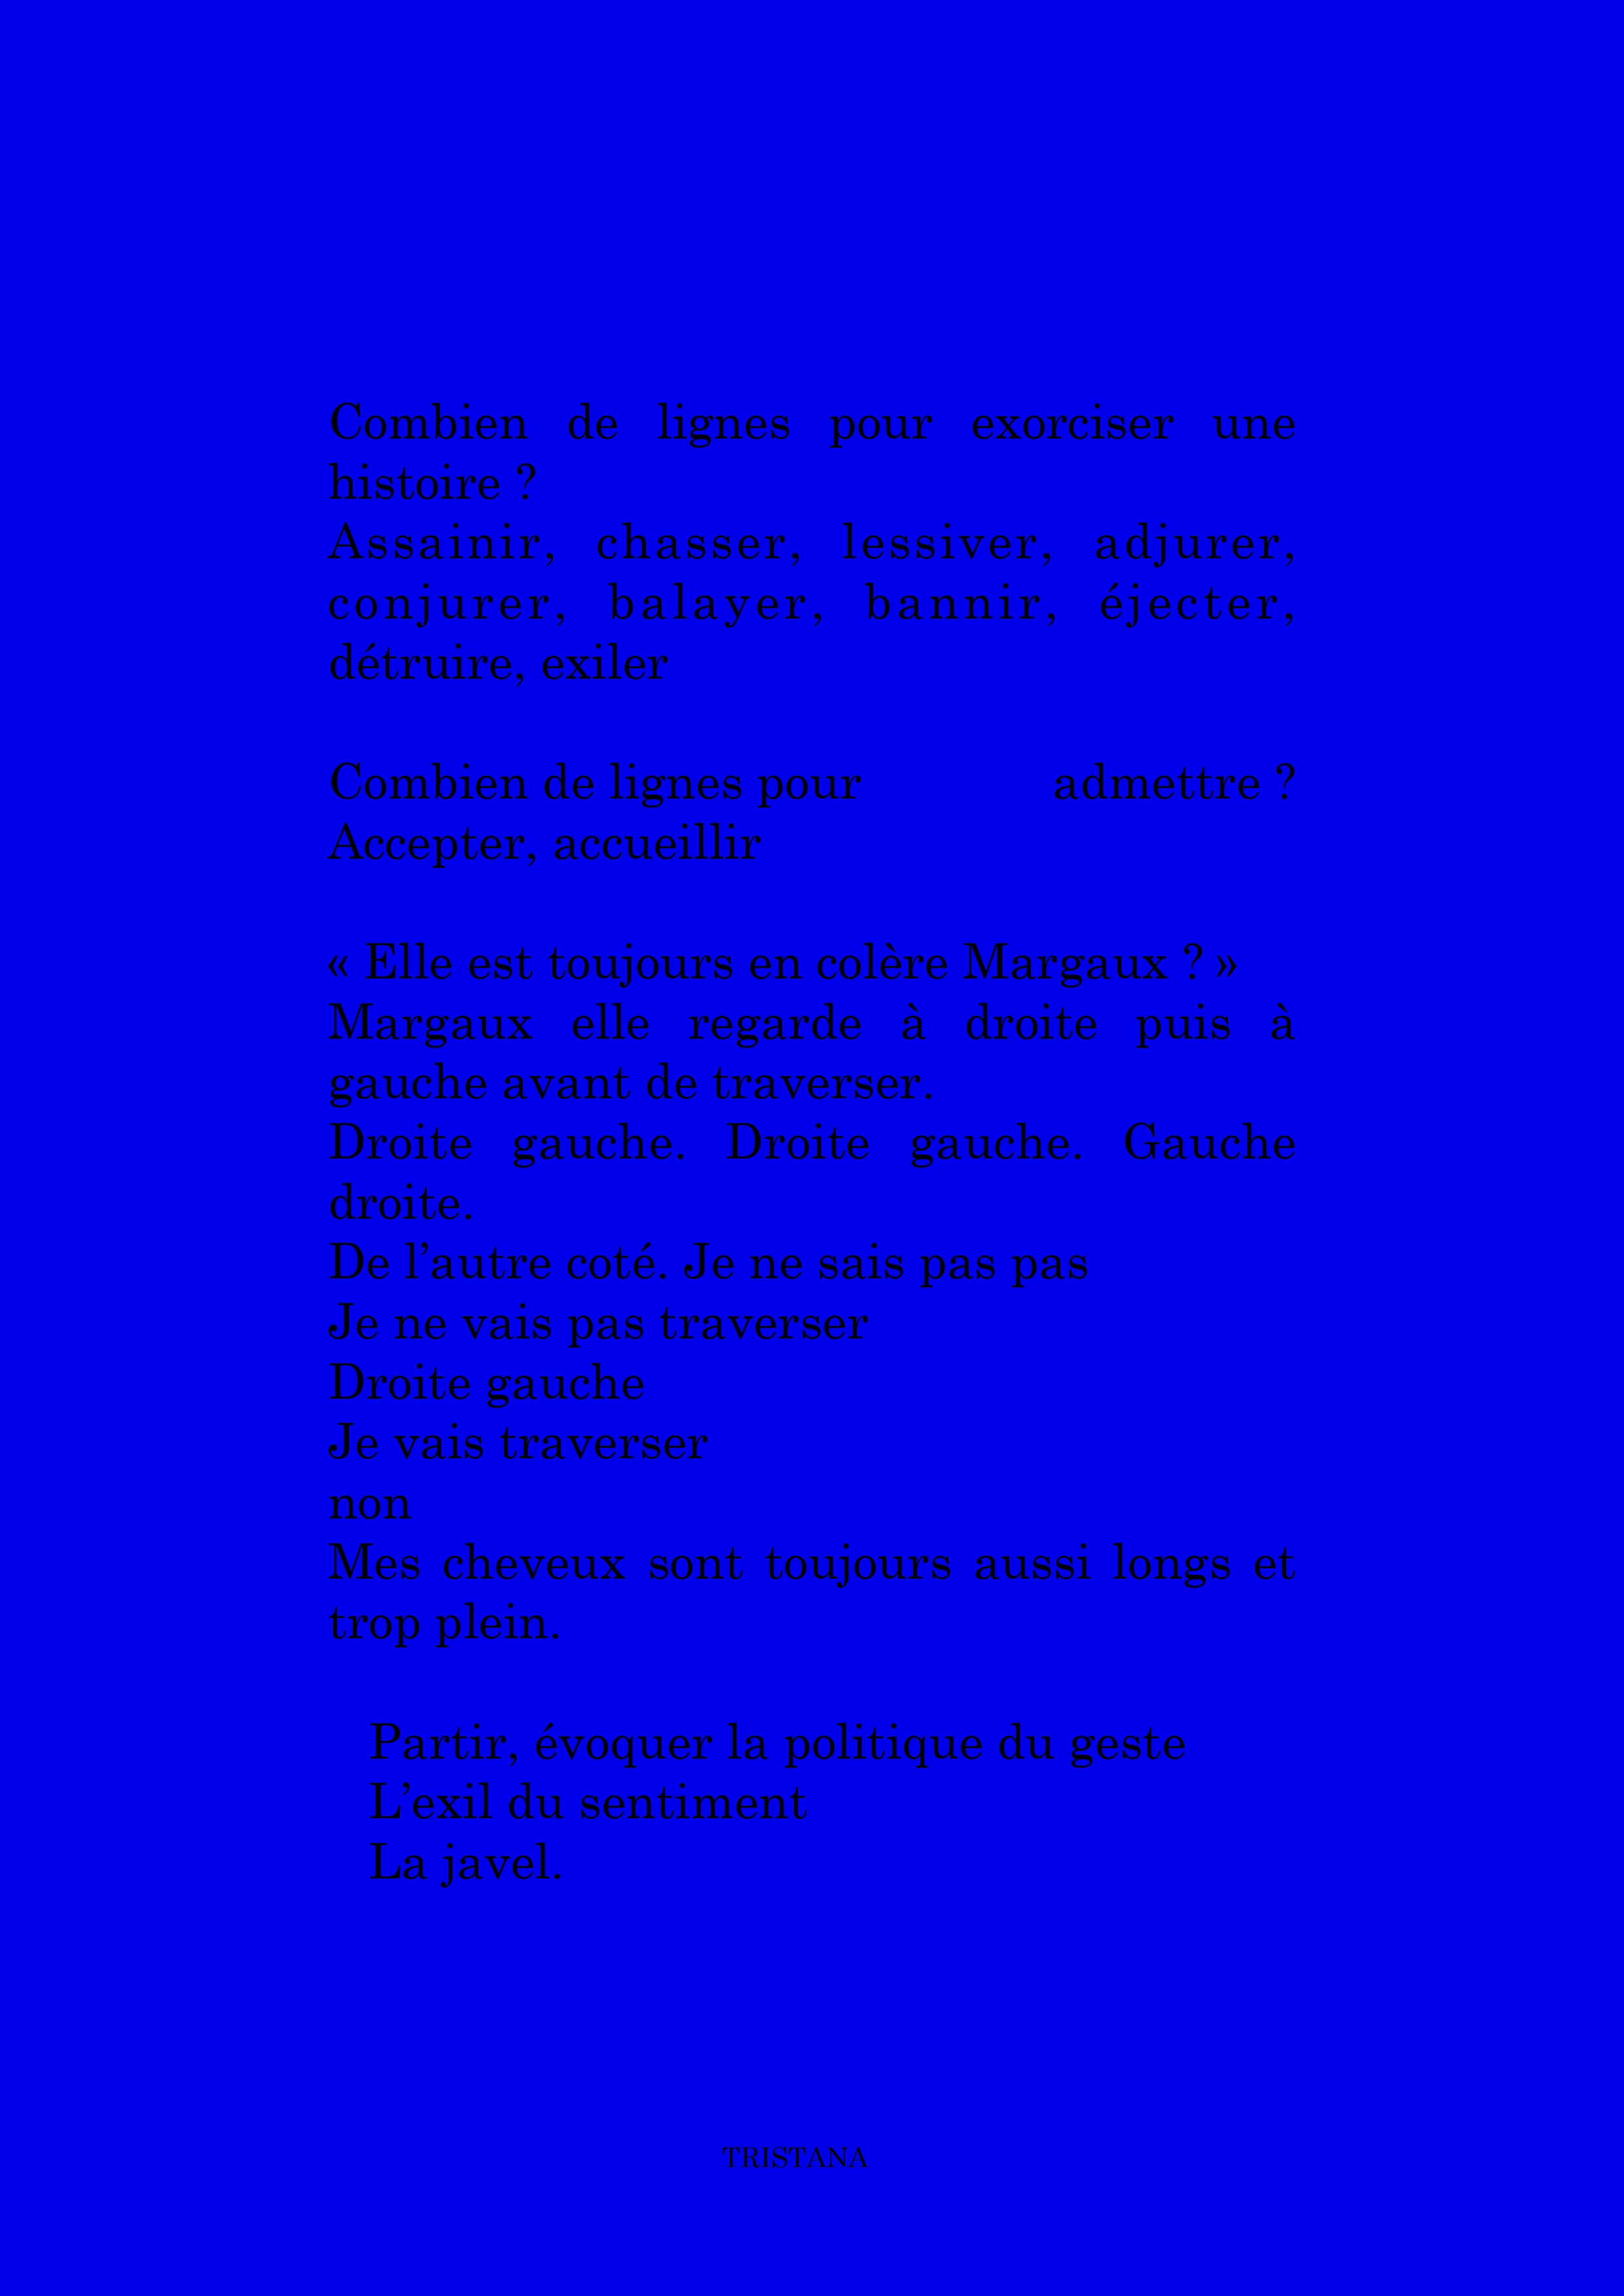 Combien de lignes pour exorciser une
histoire ?
Assainir, chasser, lessiver, adjurer,
conjurer, balayer, bannir, éjecter,
détruire, exiler
Combien de lignes pour admettre ?
Accepter, accueillir
« Elle est toujours en colère Margaux ? »
Margaux elle regarde à droite puis à
gauche avant de traverser.
Droite gauche. Droite gauche. Gauche
droite.
De l’autre coté. Je ne sais pas pas
Je ne vais pas traverser
Droite gauche
Je vais traverser
non
Mes cheveux sont toujours aussi longs et
trop plein.
Partir, évoquer la politique du geste
L’exil du sentiment
La javel.
TRISTANA